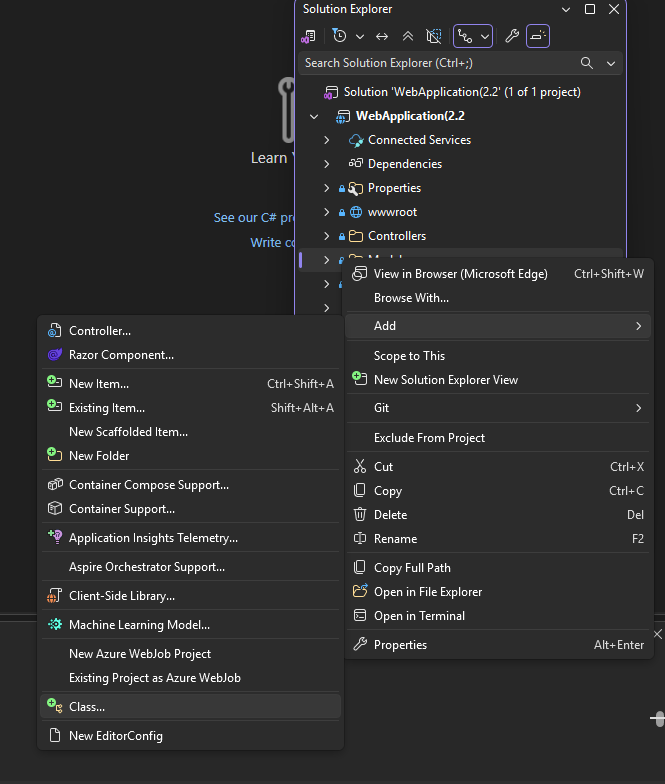 Solution Explorer
Search Solution Explorer (Ctrl+;)
Solution 'WebApplication(2.2' (1 of 1 project)
WebApplication(2.2
Connected Services
Dependencies
Properties
wwwroot
Controllers
Learn
See our C#
Write
View in Browser (Microsoft Edge) Ctrl+Shift+W
Browse With...
Add
Scope to This
New Solution Explorer View
Git
Exclude From Project
Cut Ctrl+X
Copy Ctrl+C
Delete Del
Rename F2
Copy Full Path
Open in File Explorer
Open in Terminal
Properties Alt+Enter
Controller...
Razor Component...
New Item... Ctrl+Shift+A
Existing Item... Shift+Alt+A
New Scaffolded Item...
New Folder
Container Compose Support...
Container Support...
Application Insights Telemetry...
Aspire Orchestrator Support...
Client-Side Library...
Machine Learning Model...
New Azure WebJob Project
Existing Project as Azure WebJob
Class...
New EditorConfig